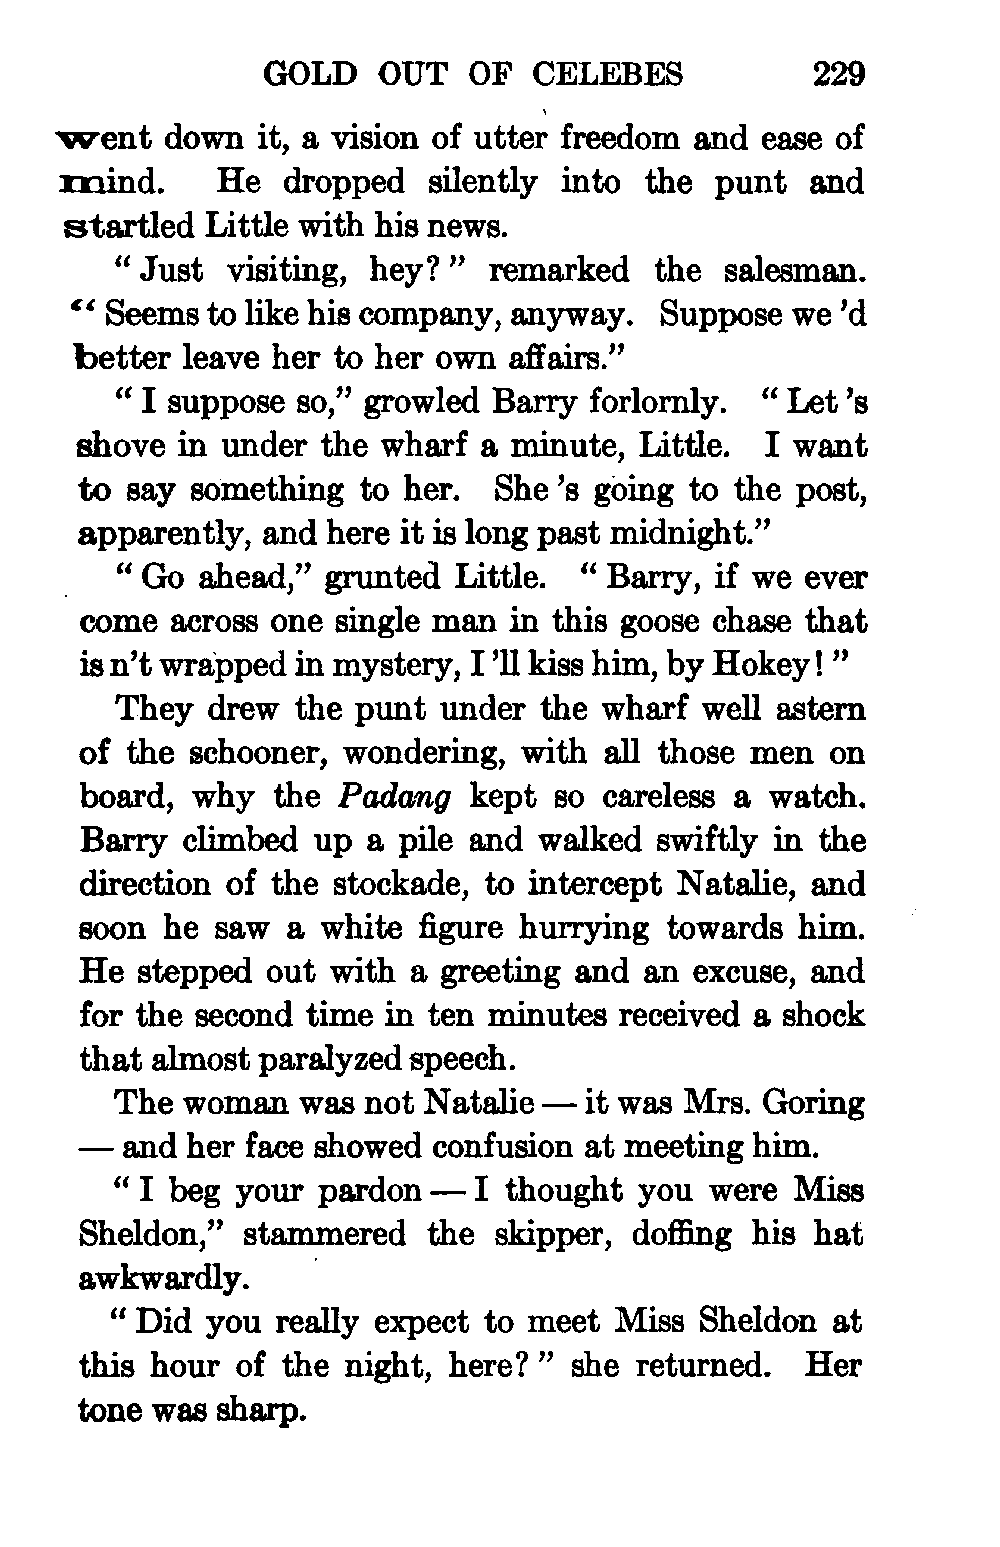 GOLD OUT OF CELEBES 229
went down it, a vision of utter freedom and ease of
mind. He dropped silently into the punt and
startled Little with his news.
“ Just visiting, hey? ” remarked the salesman.
“ Seems to like his company, anyway. Suppose we ’d
better leave her to her own affairs.”
“ I suppose so,” growled Barry forlornly. “ Let ’s
shove in under the wharf a minute, Little. I want
to say something to her. She ’s going to the post,
apparently, and here it is long past midnight.”
“ Go ahead,” grunted Little. “ Barry, if we ever
come across one single man in this goose chase that
is n’t wrapped in mystery, I ’ll kiss him, by Hokey! ”
They drew the punt under the wharf well astern
of the schooner, wondering, with all those men on
board, why the Padang kept so careless a watch.
Barry climbed up a pile and walked swiftly in the
direction of the stockade, to intercept Natalie, and
soon he saw a white figure hurrying towards him.
He stepped out with a greeting and an excuse, and
for the second time in ten minutes received a shock
that almost paralyzed speech.
The woman was not Natalie — it was Mrs. Goring
— and her face showed confusion at meeting him.
“ I beg your pardon — I thought you were Miss
Sheldon,” stammered the skipper, doffing his hat
awkwardly.
“ Did you really expect to meet Miss Sheldon at
this hour of the night, here? ” she returned. Her
tone was sharp.